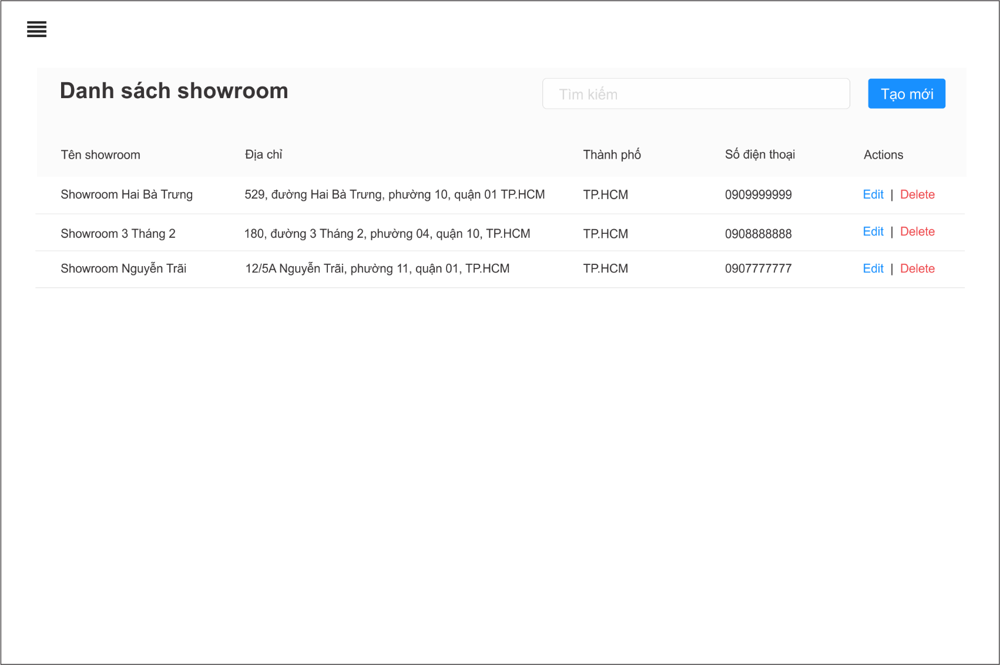 Danh sách showroom Tìm kiếm Tạo mới
Tên showroom Địa chỉ Thành phố Số điện thoại Actions
Showroom Hai Bà Trưng 529, đường Hai Bà Trưng, phường 10, quận 01 TP.HCM TP.HCM 0909999999 Edit | Delete
Showroom 3 Tháng 2 180, đường 3 Tháng 2, phường 04, quận 10, TP.HCM TP.HCM 0908888888 Edit | Delete
Showroom Nguyễn Trãi 12/5A Nguyễn Trãi, phường 11, quận 01, TP.HCM TP.HCM 0907777777 Edit | Delete